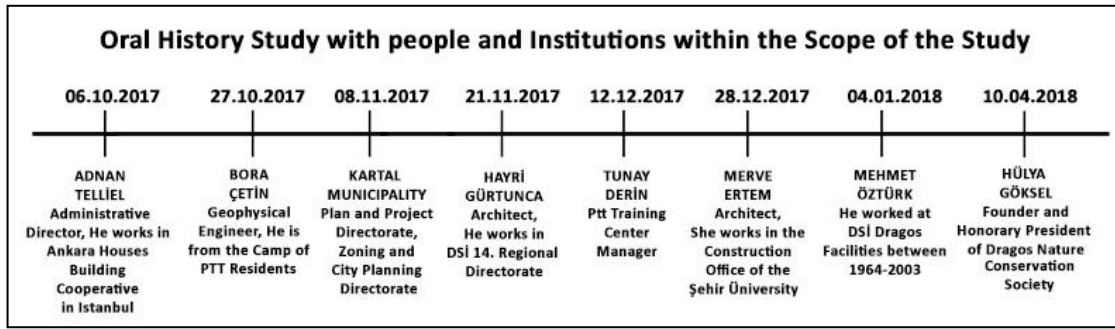 Oral History Study with people and Institutions within the Scope of the Study
06.10.2017 27.10.2017 08.11.2017 21.11.2017 12.12.2017 28.12.2017 04.01.2018 10.04.2018
ADNAN
TELLİEL
Administrative
Director, He works in
Ankara Houses
Building
Cooperative
in Istanbul
BORA
ÇETİN
Geophysical
Engineer, He is
from the Camp of
PTT Residents
KARTAL
MUNICIPALITY
Plan and Project
Directorate,
Zoning and
City Planning
Directorate
HAYRİ
GÜRTUNCA
Architect,
He works in
DSİ 14. Regional
Directorate
TUNAY
DERİN
Ptt Training
Center
Manager
MERVE
ERTEM
Architect,
She works in the
Construction
Office of the
Şehir Üniversity
MEHMET
ÖZTÜRK
He worked at
DSİ Dragos
Facilities between
1964-2003
HÜLYA
GÖKSEL
Founder and
Honorary President
of Dragos Nature
Conservation
Society